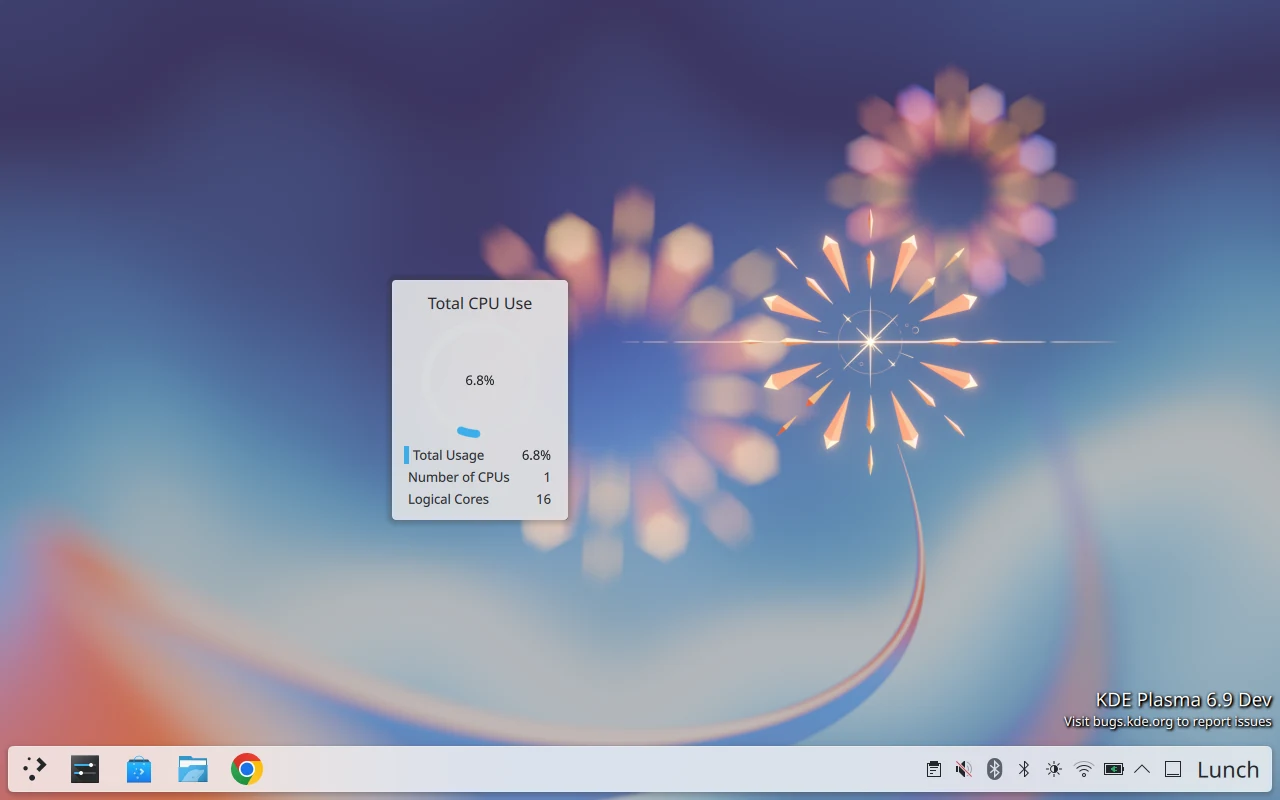 Total CPU Use
6.8%
Total Usage 6.8%
Number of CPUs 1
Logical Cores 16
KDE Plasma 6.9 Dev
Visit bugs.kde.org to report issues
Lunch